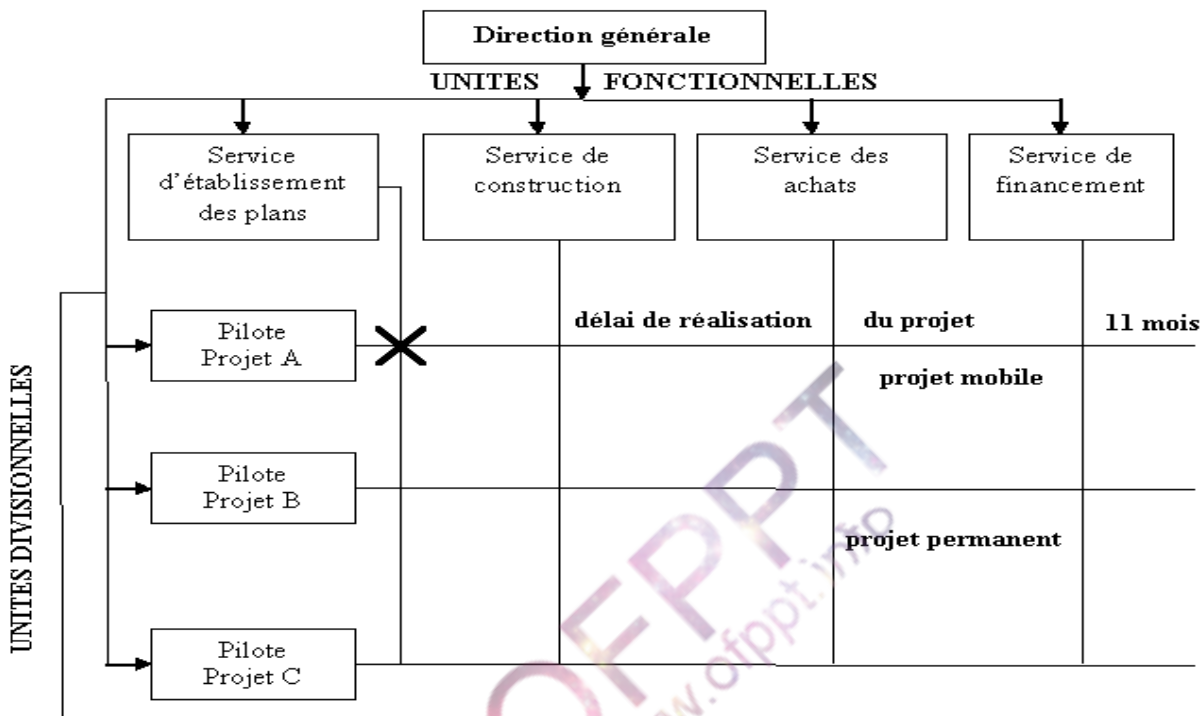 Direction générale
UNITES FONCTIONNELLES
Service
d'établissement
des plans
Service de
construction
Service des
achats
Service de
financement
UNITES DIVISIONNELLES
Pilote
Projet A
délai de réalisation du projet 11 mois
projet mobile
Pilote
Projet B
projet permanent
Pilote
Projet C
OFPPT
www.ofppt.info